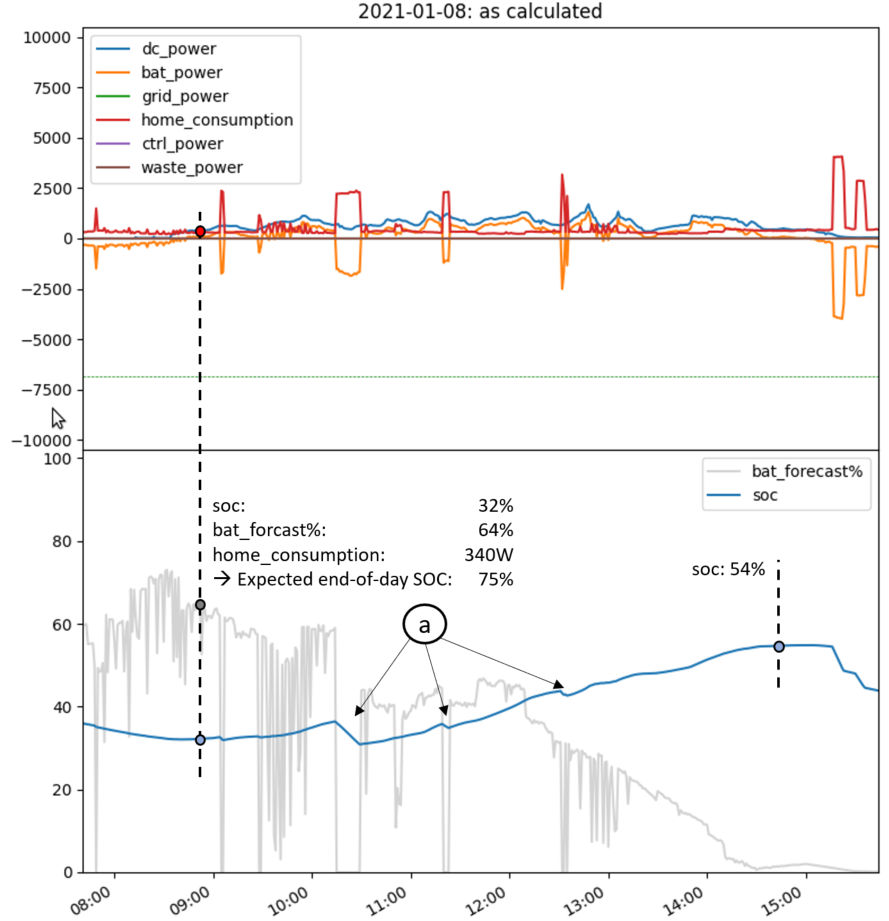 2021-01-08: as calculated
10000
7500
5000
2500
0
−2500
−5000
−7500
−10000
dc_power
bat_power
grid_power
home_consumption
ctrl_power
waste_power
100
80
60
40
20
0
bat_forecast%
soc
soc: 32%
bat_forcast%: 64%
home_consumption: 340W
→ Expected end-of-day SOC: 75%
soc: 54%
a
08:00 09:00 10:00 11:00 12:00 13:00 14:00 15:00